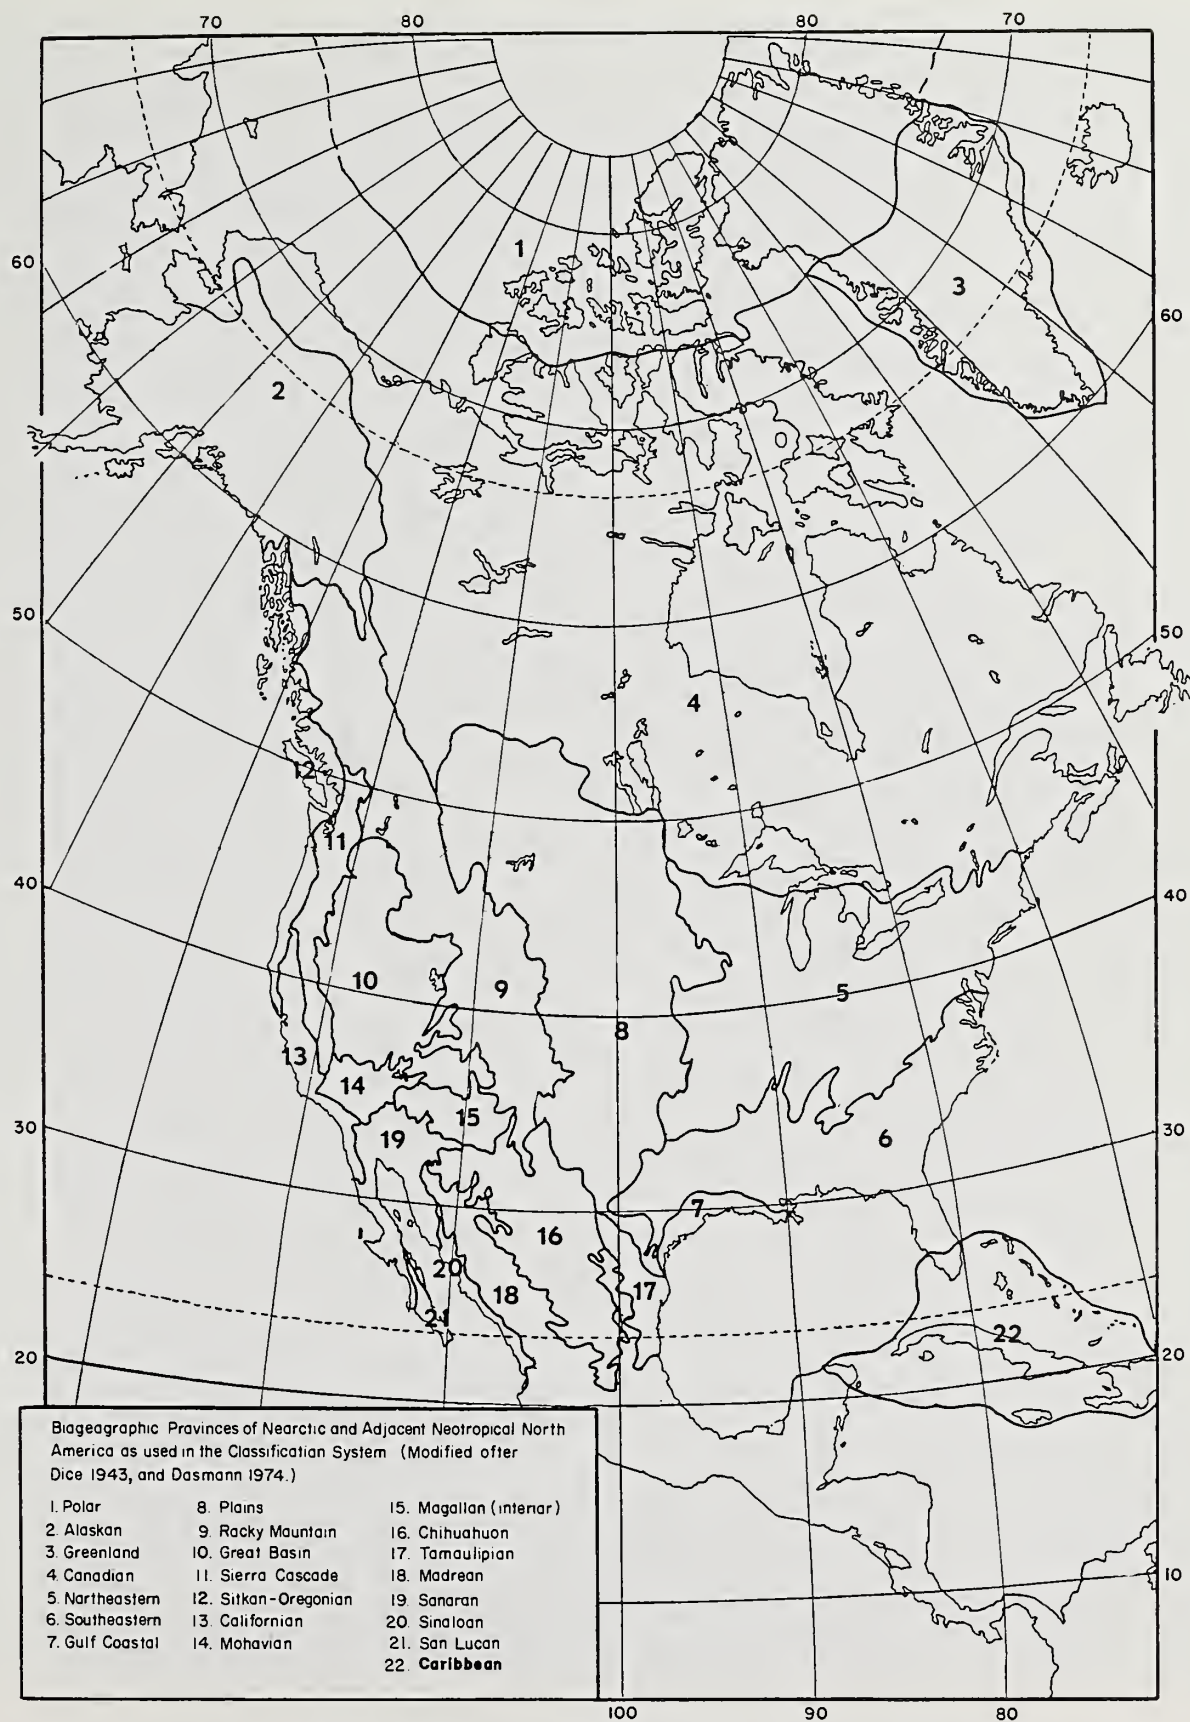 70 80 80 70
1
3
60
60
2
50
50
4
12
11
40
40
10
9
5
8
13
14
15
30
19
6
30
7
16
20
18
17
21
22
20
20
Biogeographic Provinces of Nearctic and Adjacent Neotropical North
America as used in the Classification System (Modified after
Dice 1943, and Dasmann 1974.)
1. Polar
2. Alaskan
3. Greenland
4. Canadian
5. Northeastern
6. Southeastern
7. Gulf Coastal
8. Plains
9. Rocky Mountain
10. Great Basin
11. Sierra Cascade
12. Sitkan-Oregonian
13. Californian
14. Mohavian
15. Magollan (interior)
16. Chihuahuon
17. Tamaulipian
18. Madrean
19. Sonoran
20. Sinaloan
21. San Lucan
22. Caribbean
10
100 90 80